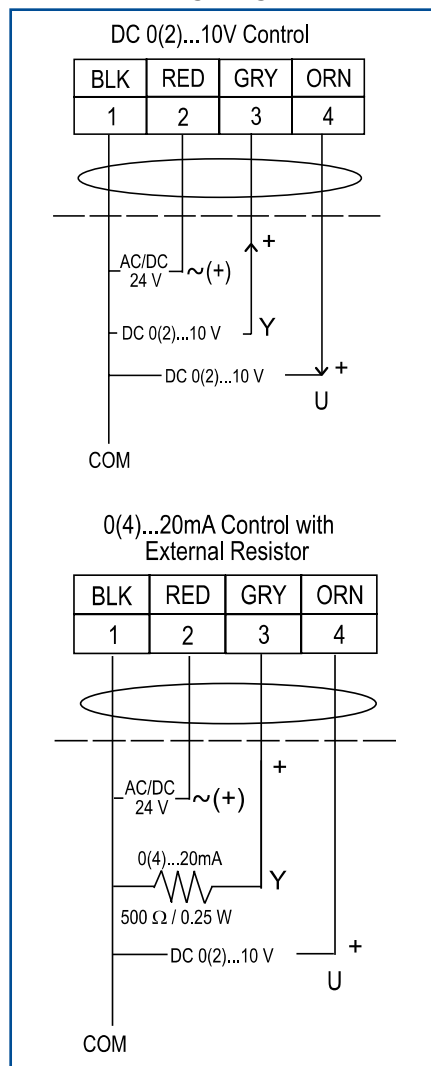 DC 0(2)...10V Control
BLK RED GRY ORN
1 2 3 4
+
AC/DC
24 V
~(+)
DC 0(2)...10 V
Y
DC 0(2)...10 V
+
U
COM
0(4)...20mA Control with
External Resistor
BLK RED GRY ORN
1 2 3 4
+
AC/DC
24 V
~(+)
0(4)...20mA
Y
500 Ω / 0.25 W
DC 0(2)...10 V
+
U
COM